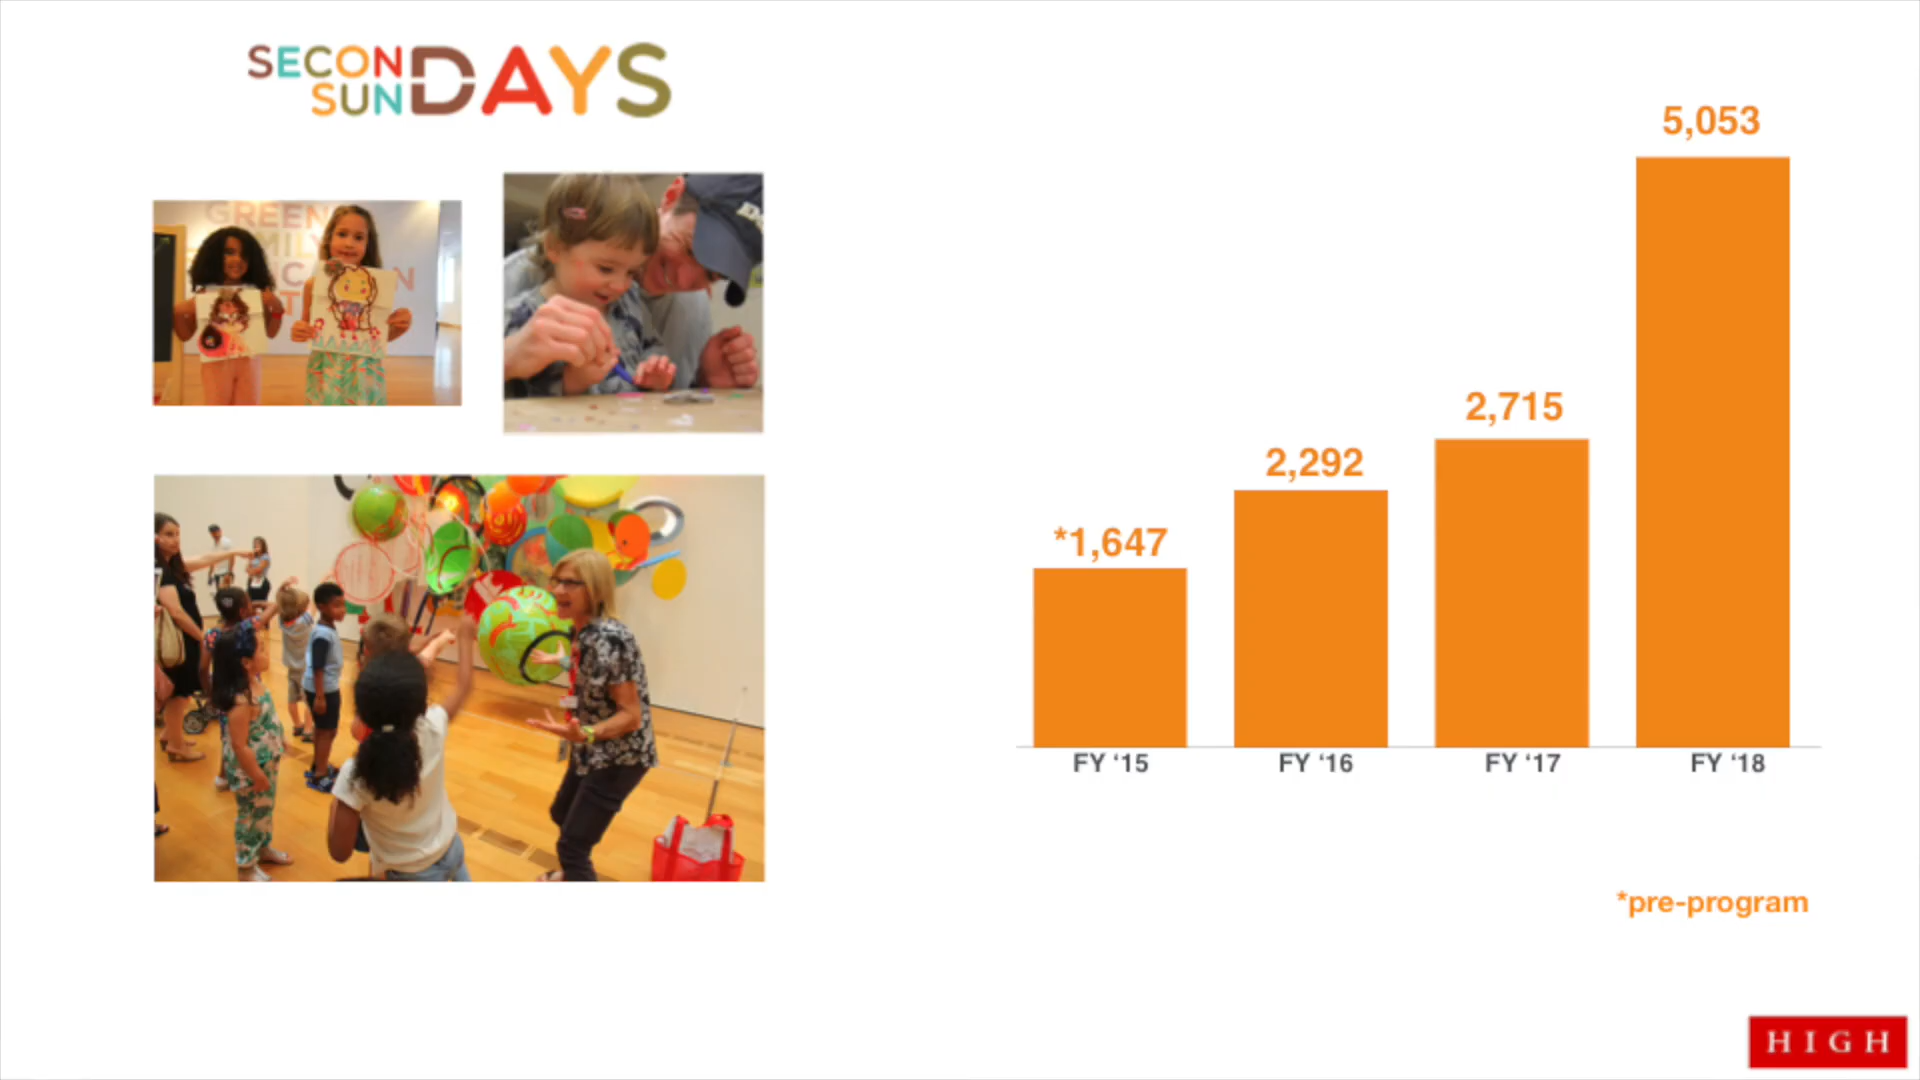 SECOND
SUNDAYS
GREEN
5,053
2,715
2,292
*1,647
FY ‘15 FY ‘16 FY ‘17 FY ‘18
*pre-program
HIGH